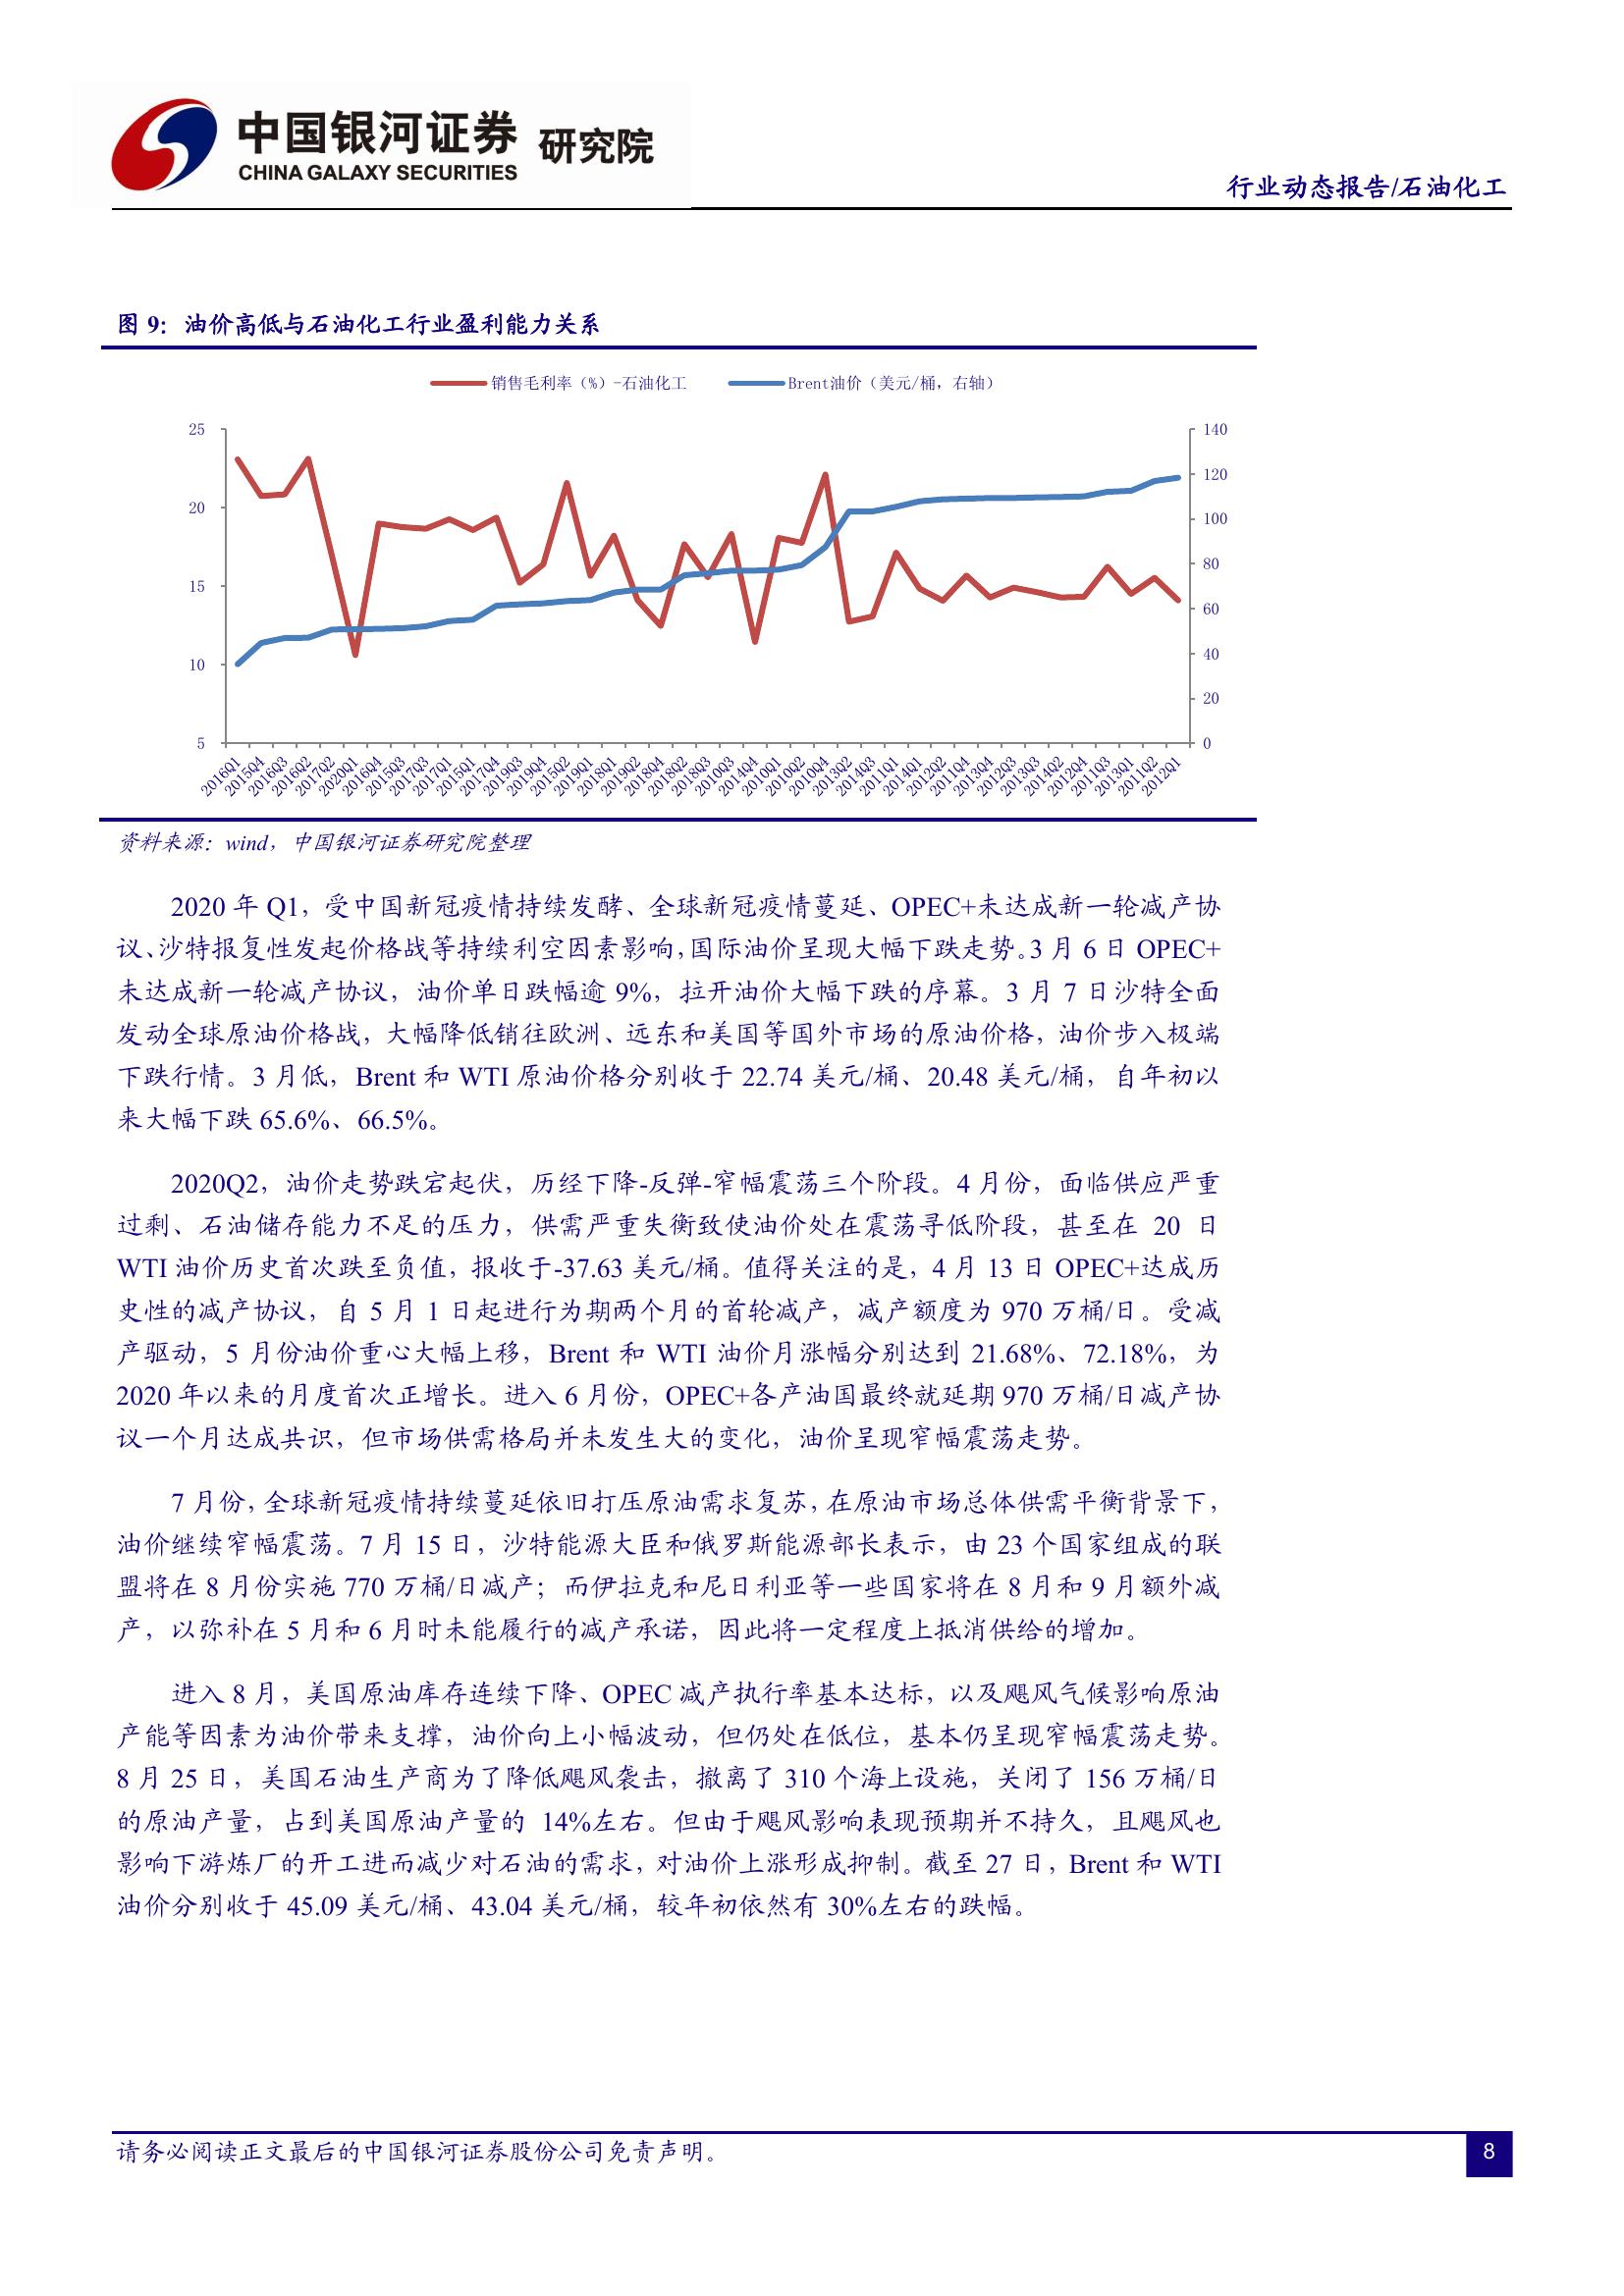 中国银河证券 研究院
CHINA GALAXY SECURITIES
行业动态报告/石油化工
图 9：油价高低与石油化工行业盈利能力关系
销售毛利率（%）-石油化工 Brent油价（美元/桶，右轴）
25 140
120
20 100
80
15 60
10 40
20
5 0
2016Q1 2015Q4 2016Q3 2016Q2 2017Q2 2020Q1 2016Q4 2015Q3 2017Q3 2017Q1 2015Q1 2017Q4 2019Q3 2019Q4 2015Q2 2019Q1 2018Q1 2019Q2 2018Q4 2018Q2 2018Q3 2010Q3 2014Q4 2010Q1 2010Q2 2010Q4 2013Q2 2014Q3 2011Q1 2014Q1 2012Q2 2011Q4 2013Q4 2012Q3 2013Q3 2014Q2 2012Q4 2011Q3 2013Q1 2011Q2 2012Q1
资料来源：wind，中国银河证券研究院整理
2020 年 Q1，受中国新冠疫情持续发酵、全球新冠疫情蔓延、OPEC+未达成新一轮减产协
议、沙特报复性发起价格战等持续利空因素影响，国际油价呈现大幅下跌走势。3 月 6 日 OPEC+
未达成新一轮减产协议，油价单日跌幅逾 9%，拉开油价大幅下跌的序幕。3 月 7 日沙特全面
发动全球原油价格战，大幅降低销往欧洲、远东和美国等国外市场的原油价格，油价步入极端
下跌行情。3 月低，Brent 和 WTI 原油价格分别收于 22.74 美元/桶、20.48 美元/桶，自年初以
来大幅下跌 65.6%、66.5%。
2020Q2，油价走势跌宕起伏，历经下降-反弹-窄幅震荡三个阶段。4 月份，面临供应严重
过剩、石油储存能力不足的压力，供需严重失衡致使油价处在震荡寻低阶段，甚至在 20 日
WTI 油价历史首次跌至负值，报收于-37.63 美元/桶。值得关注的是，4 月 13 日 OPEC+达成历
史性的减产协议，自 5 月 1 日起进行为期两个月的首轮减产，减产额度为 970 万桶/日。受减
产驱动，5 月份油价重心大幅上移，Brent 和 WTI 油价月涨幅分别达到 21.68%、72.18%，为
2020 年以来的月度首次正增长。进入 6 月份，OPEC+各产油国最终就延期 970 万桶/日减产协
议一个月达成共识，但市场供需格局并未发生大的变化，油价呈现窄幅震荡走势。
7 月份，全球新冠疫情持续蔓延依旧打压原油需求复苏，在原油市场总体供需平衡背景下，
油价继续窄幅震荡。7 月 15 日，沙特能源大臣和俄罗斯能源部长表示，由 23 个国家组成的联
盟将在 8 月份实施 770 万桶/日减产；而伊拉克和尼日利亚等一些国家将在 8 月和 9 月额外减
产，以弥补在 5 月和 6 月时未能履行的减产承诺，因此将一定程度上抵消供给的增加。
进入 8 月，美国原油库存连续下降、OPEC 减产执行率基本达标，以及飓风气候影响原油
产能等因素为油价带来支撑，油价向上小幅波动，但仍处在低位，基本仍呈现窄幅震荡走势。
8 月 25 日，美国石油生产商为了降低飓风袭击，撤离了 310 个海上设施，关闭了 156 万桶/日
的原油产量，占到美国原油产量的 14%左右。但由于飓风影响表现预期并不持久，且飓风也
影响下游炼厂的开工进而减少对石油的需求，对油价上涨形成抑制。截至 27 日，Brent 和 WTI
油价分别收于 45.09 美元/桶、43.04 美元/桶，较年初依然有 30%左右的跌幅。
请务必阅读正文最后的中国银河证券股份公司免责声明。
8